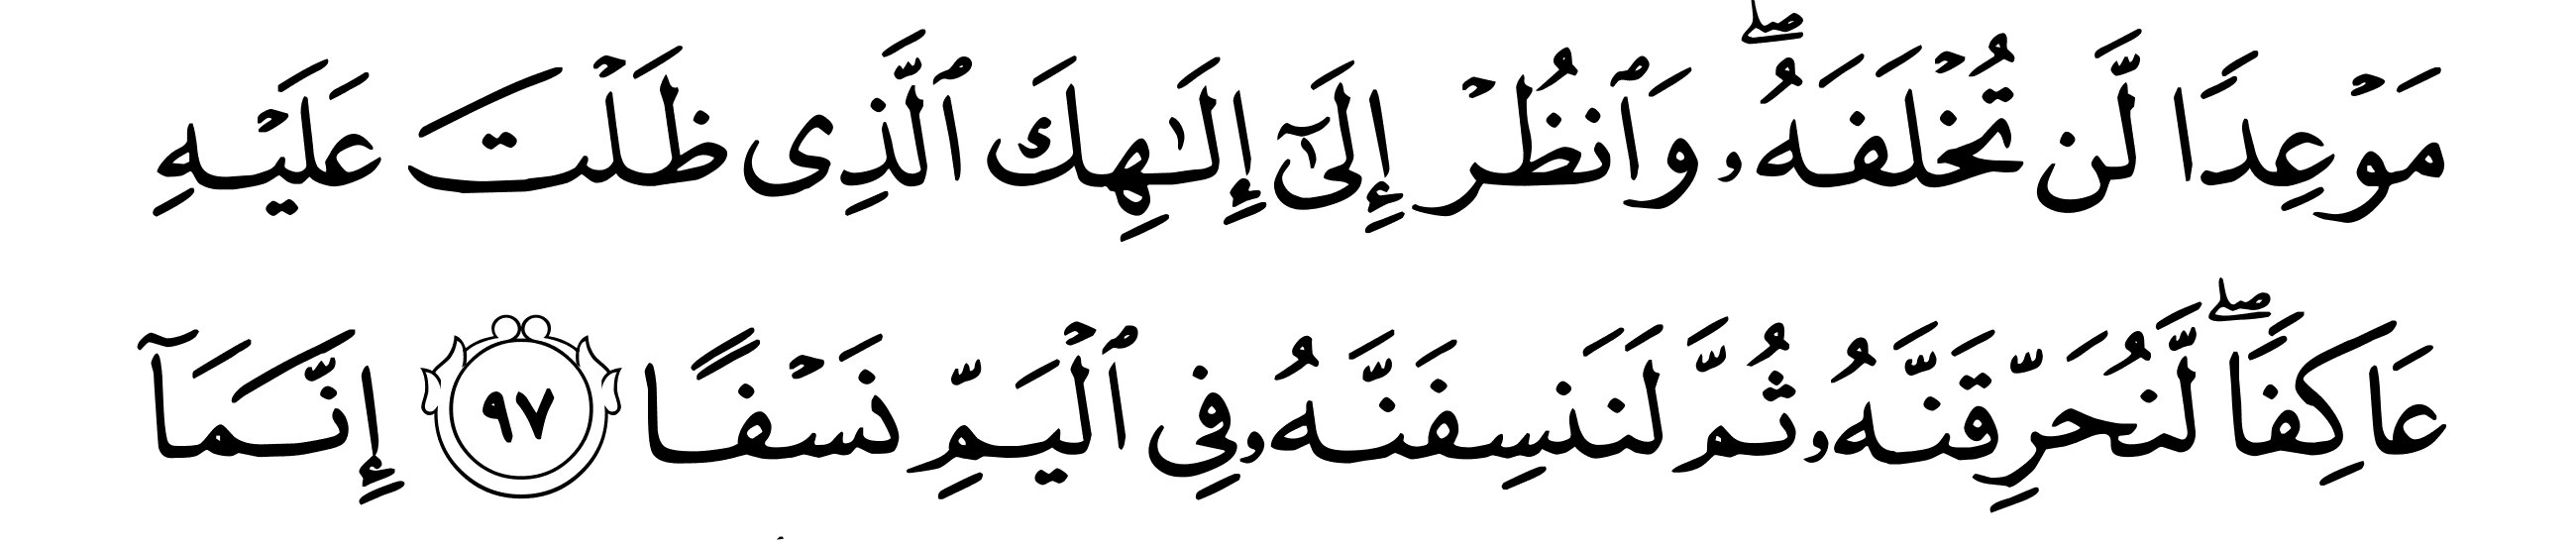 مَوۡعِدࣰا لَّن تُخۡلَفَهُۥۖ وَٱنظُرۡ إِلَىٰٓ إِلَـٰهِكَ ٱلَّذِی ظَلۡتَ عَلَیۡهِ
عَاكِفࣰاۖ لَّنُحَرِّقَنَّهُۥ ثُمَّ لَنَنسِفَنَّهُۥ فِی ٱلۡیَمِّ نَسۡفًا ٩٧ إِنَّمَاۤ